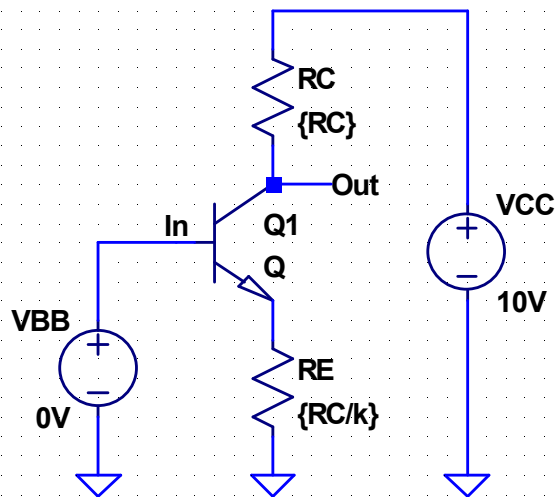 RC
{RC}
Out
VCC
In
Q1
Q
10V
VBB
RE
0V
{RC/k}